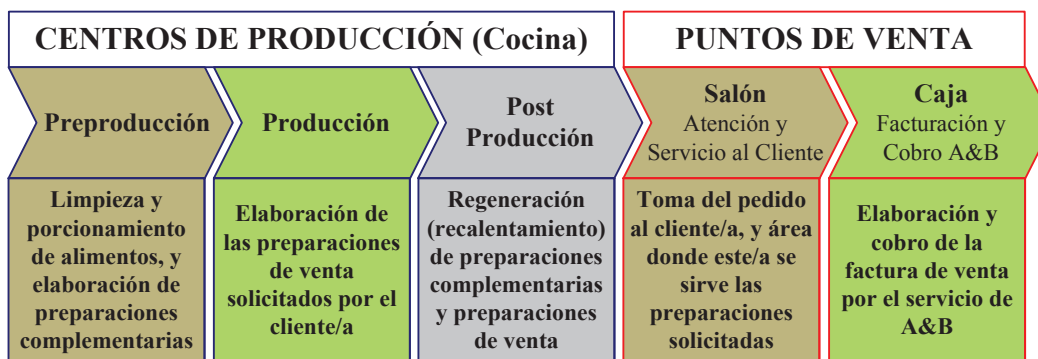 CENTROS DE PRODUCCIÓN (Cocina)
PUNTOS DE VENTA
Preproducción
Producción
Post
Producción
Salón
Atención y
Servicio al Cliente
Caja
Facturación y
Cobro A&B
Limpieza y
porcionamiento
de alimentos, y
elaboración de
preparaciones
complementarias
Elaboración de
las preparaciones
de venta
solicitados por el
cliente/a
Regeneración
(recalentamiento)
de preparaciones
complementarias
y preparaciones
de venta
Toma del pedido
al cliente/a, y área
donde este/a se
sirve las
preparaciones
solicitadas
Elaboración y
cobro de la
factura de venta
por el servicio de
A&B